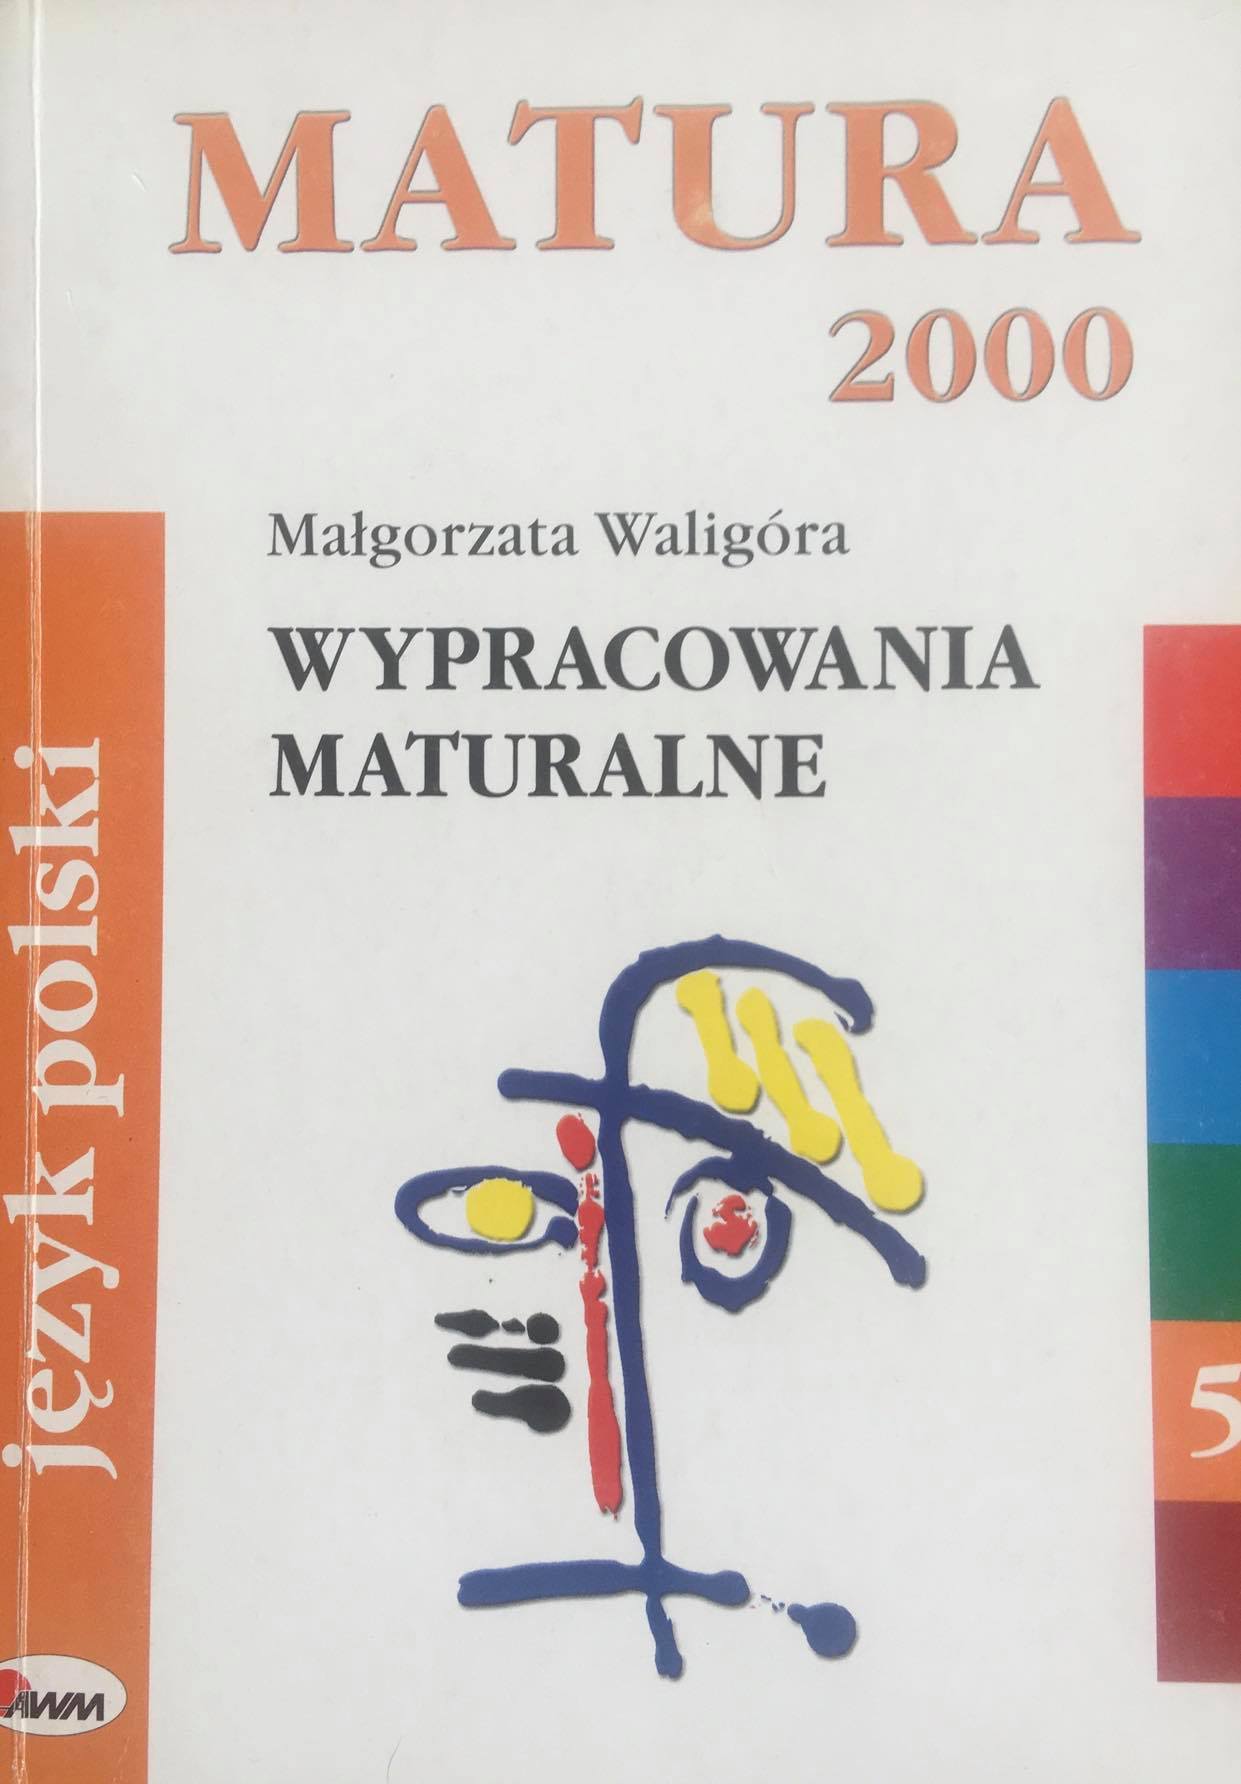 MATURA
2000
Małgorzata Waligóra
WYPRACOWANIA
MATURALNE
język polski
5
AWM